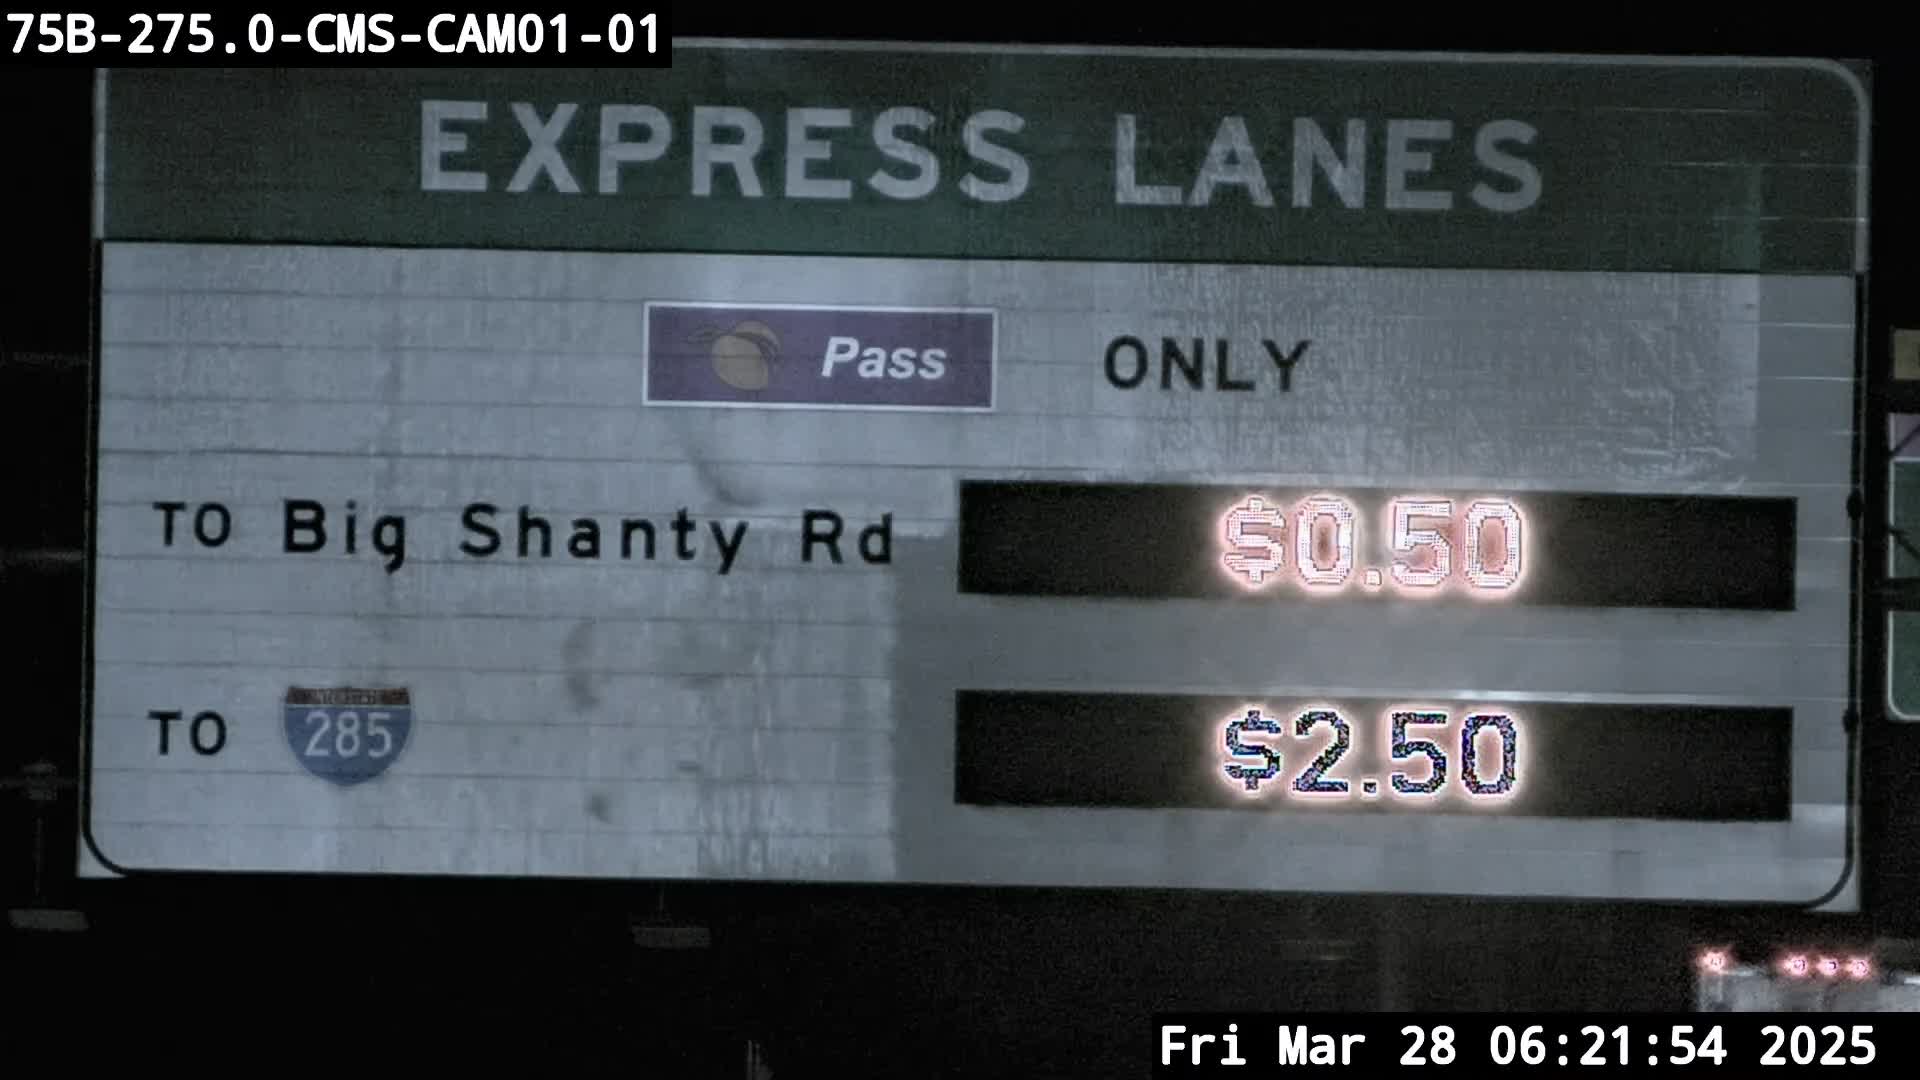 75B-275.0-CMS-CAM01-01
EXPRESS LANES
Pass ONLY
TO Big Shanty Rd $0.50
TO 285 $2.50
Fri Mar 28 06:21:54 2025